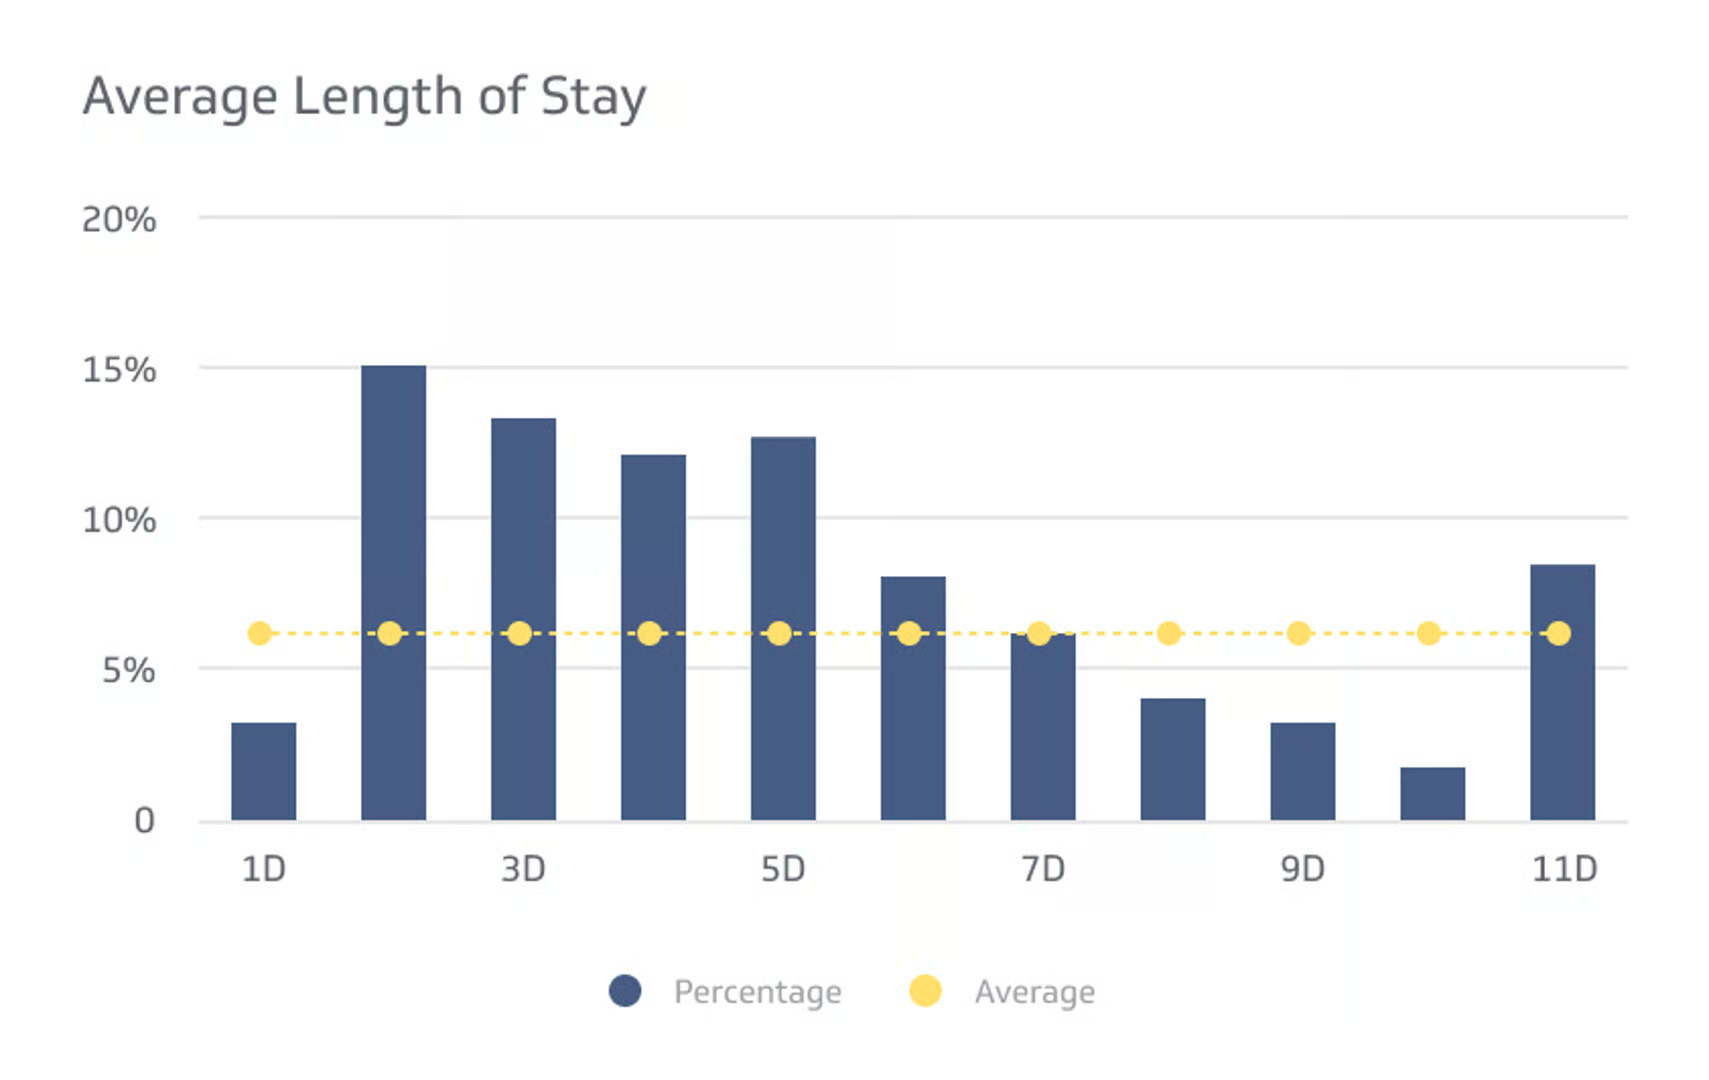 Average Length of Stay
20%
15%
10%
5%
0
1D 3D 5D 7D 9D 11D
Percentage Average